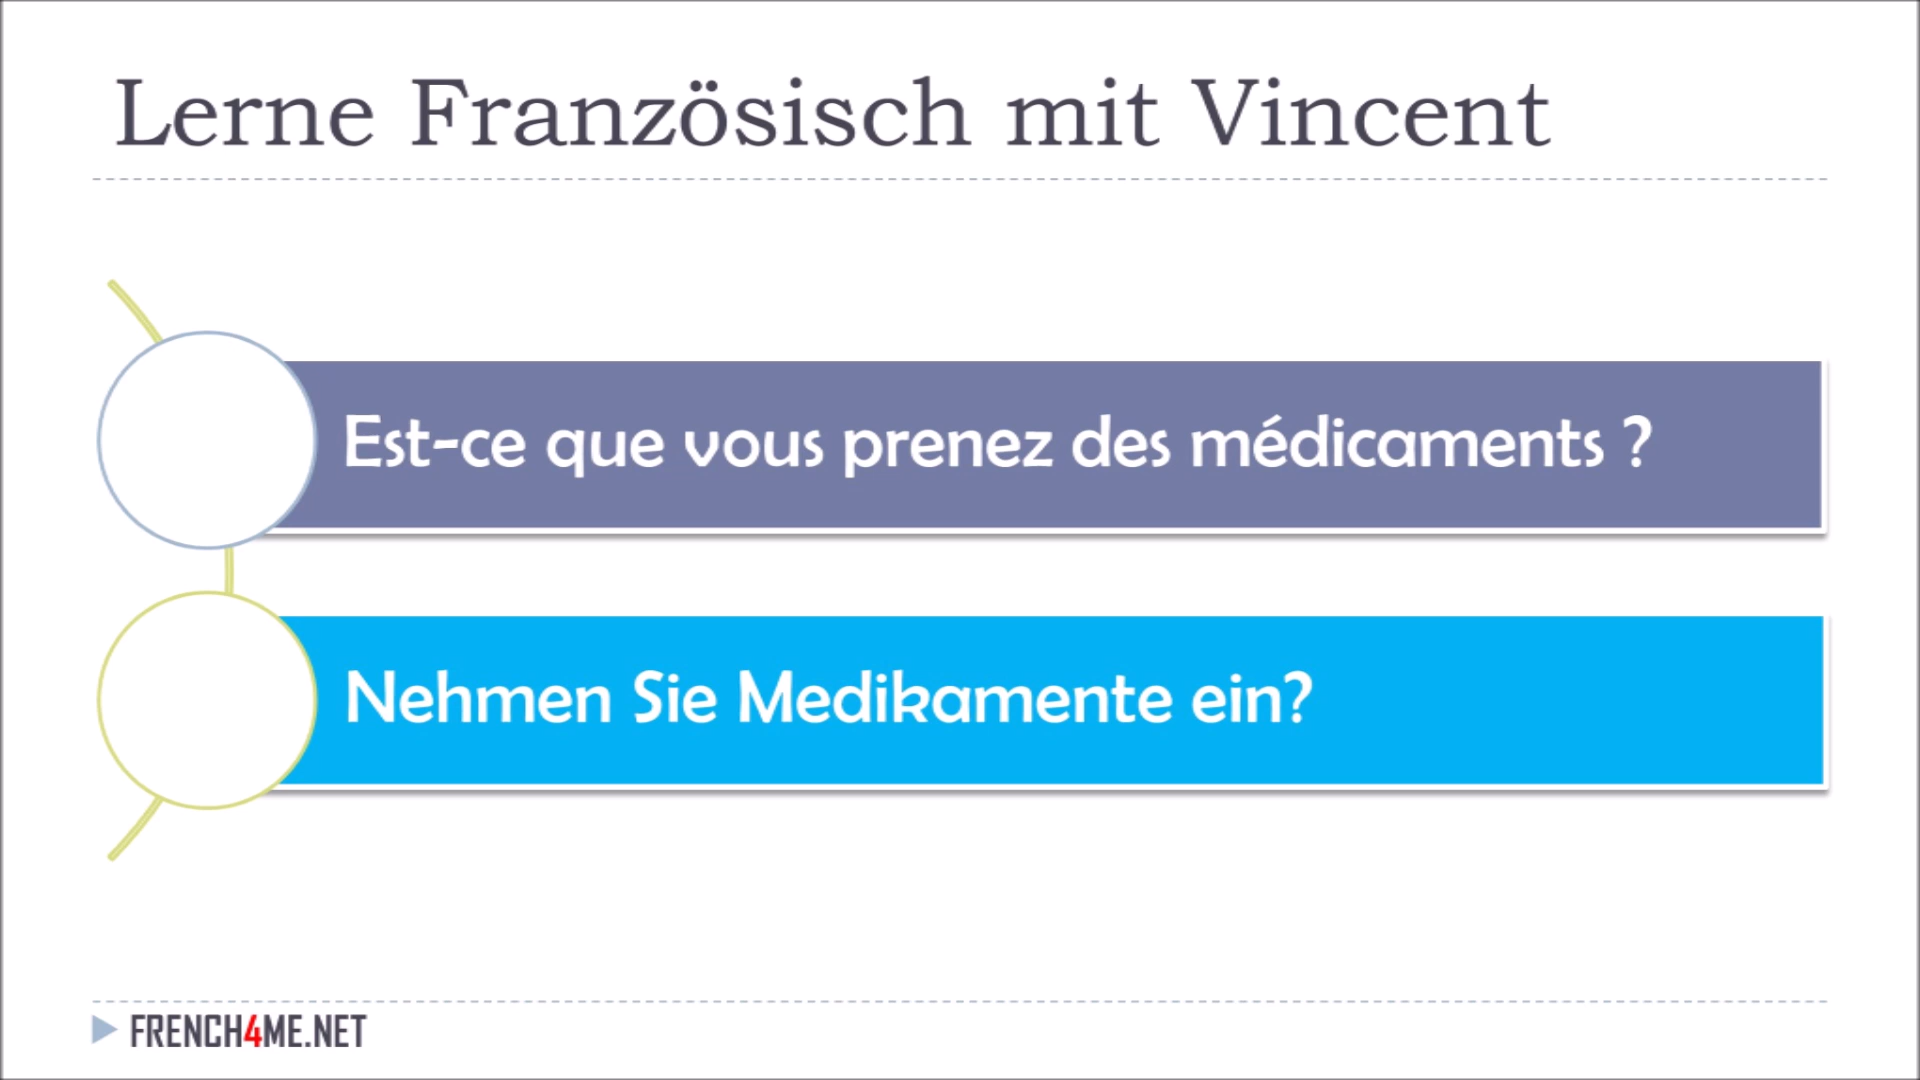 Lerne Französisch mit Vincent
Est-ce que vous prenez des médicaments ?
Nehmen Sie Medikamente ein?
FRENCH4ME.NET